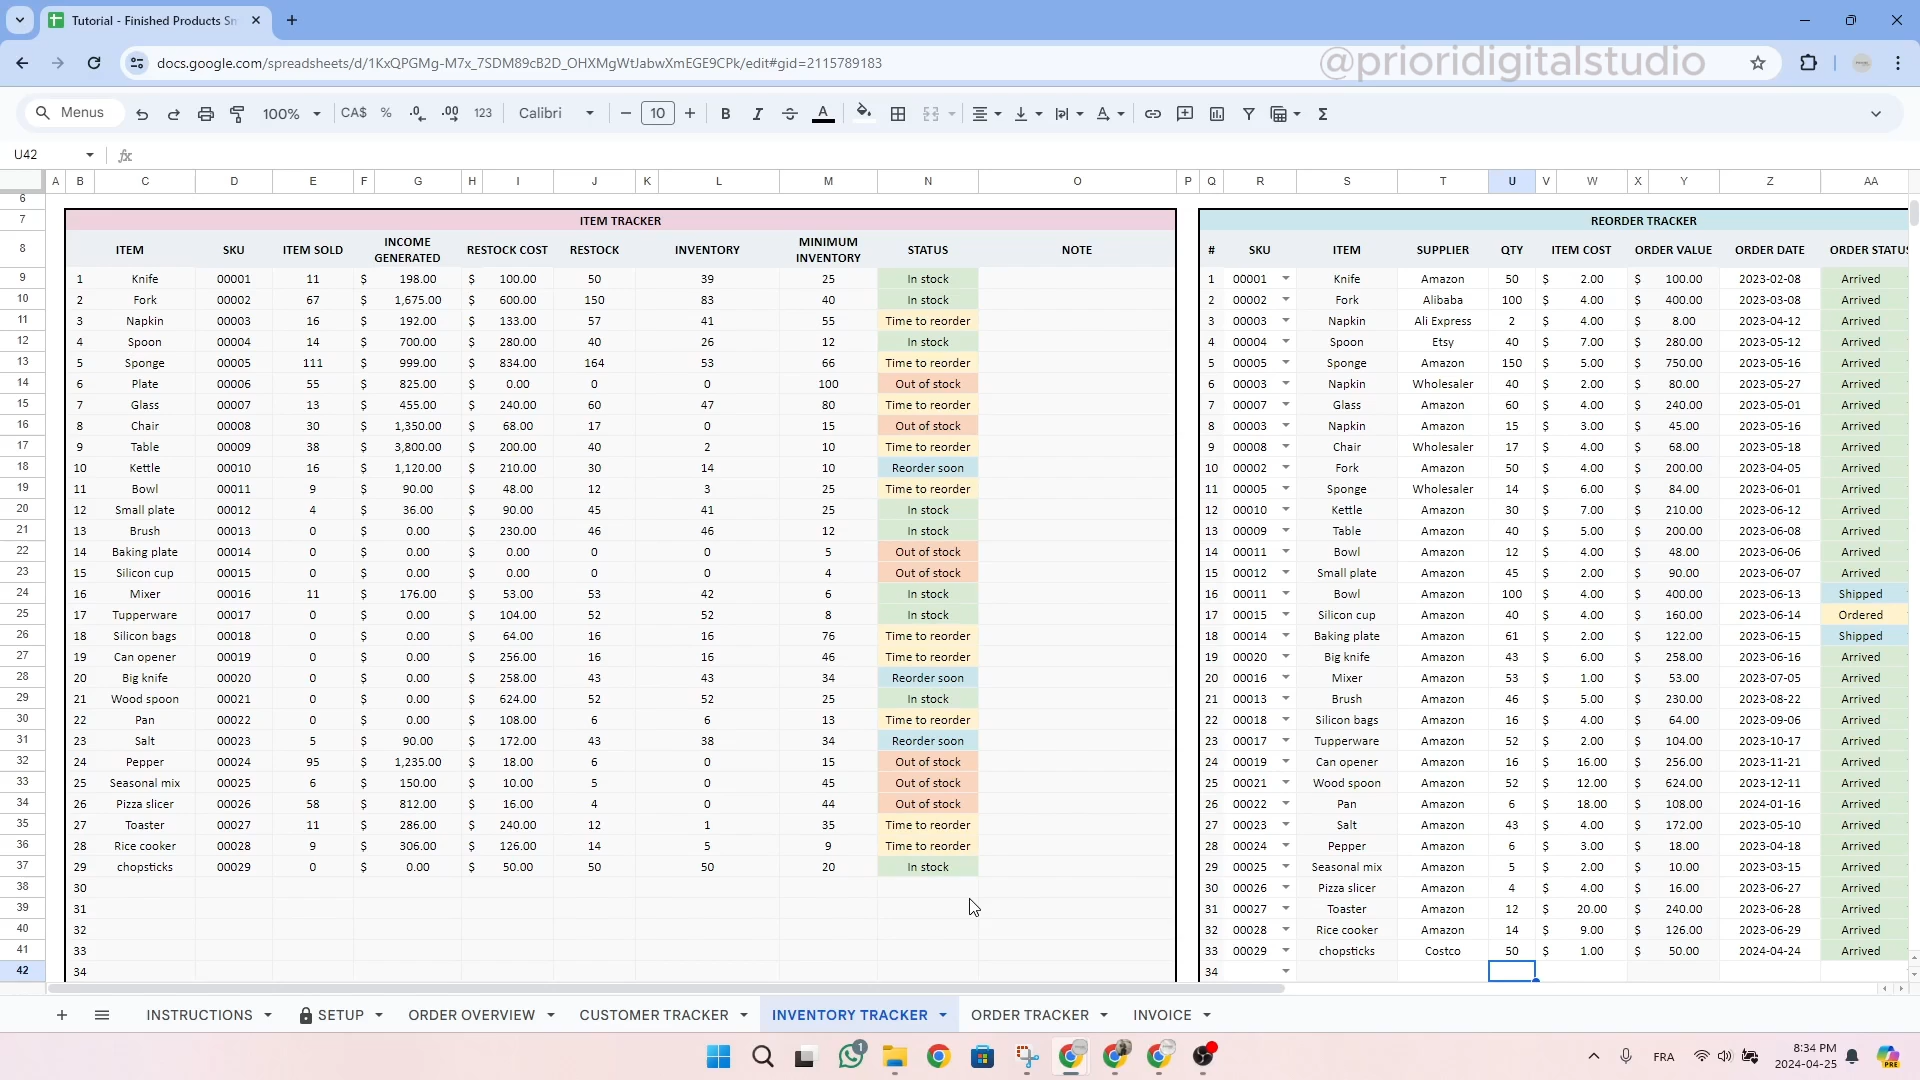 Tutorial - Finished Products Sm
docs.google.com/spreadsheets/d/1KxQPGMg-M7x_7SDM89cB2D_OHXMgWtJabwXmEGE9CPk/edit#gid=2115789183
@prioridigitalstudio
Menus 100% CA$ % .0 .00 123 Calibri 10 B I A Σ
U42 fx
A B C D E F G H I J K L M N O P Q R S T U V W X Y Z AA
6
7 ITEM TRACKER REORDER TRACKER
8 ITEM SKU ITEM SOLD INCOME GENERATED RESTOCK COST RESTOCK INVENTORY MINIMUM INVENTORY STATUS NOTE # SKU ITEM SUPPLIER QTY ITEM COST ORDER VALUE ORDER DATE ORDER STATUS
9 1 Knife 00001 11 $ 198.00 $ 100.00 50 39 25 In stock 1 00001 Knife Amazon 50 $ 2.00 $ 100.00 2023-02-08 Arrived
10 2 Fork 00002 67 $ 1,675.00 $ 600.00 150 83 40 In stock 2 00002 Fork Alibaba 100 $ 4.00 $ 400.00 2023-03-08 Arrived
11 3 Napkin 00003 16 $ 192.00 $ 133.00 57 41 55 Time to reorder 3 00003 Napkin Ali Express 2 $ 4.00 $ 8.00 2023-04-12 Arrived
12 4 Spoon 00004 14 $ 700.00 $ 280.00 40 26 12 In stock 4 00004 Spoon Etsy 40 $ 7.00 $ 280.00 2023-05-12 Arrived
13 5 Sponge 00005 111 $ 999.00 $ 834.00 164 53 66 Time to reorder 5 00005 Sponge Amazon 150 $ 5.00 $ 750.00 2023-05-16 Arrived
14 6 Plate 00006 55 $ 825.00 $ 0.00 0 0 100 Out of stock 6 00003 Napkin Wholesaler 40 $ 2.00 $ 80.00 2023-05-27 Arrived
15 7 Glass 00007 13 $ 455.00 $ 240.00 60 47 80 Time to reorder 7 00007 Glass Amazon 60 $ 4.00 $ 240.00 2023-05-01 Arrived
16 8 Chair 00008 30 $ 1,350.00 $ 68.00 17 0 15 Out of stock 8 00003 Napkin Amazon 15 $ 3.00 $ 45.00 2023-05-16 Arrived
17 9 Table 00009 38 $ 3,800.00 $ 200.00 40 2 10 Time to reorder 9 00008 Chair Wholesaler 17 $ 4.00 $ 68.00 2023-05-18 Arrived
18 10 Kettle 00010 16 $ 1,120.00 $ 210.00 30 14 10 Reorder soon 10 00002 Fork Amazon 50 $ 4.00 $ 200.00 2023-04-05 Arrived
19 11 Bowl 00011 9 $ 90.00 $ 48.00 12 3 25 Time to reorder 11 00005 Sponge Wholesaler 14 $ 6.00 $ 84.00 2023-06-01 Arrived
20 12 Small plate 00012 4 $ 36.00 $ 90.00 45 41 25 In stock 12 00010 Kettle Amazon 30 $ 7.00 $ 210.00 2023-06-12 Arrived
21 13 Brush 00013 0 $ 0.00 $ 230.00 46 46 12 In stock 13 00009 Table Amazon 40 $ 5.00 $ 200.00 2023-06-08 Arrived
22 14 Baking plate 00014 0 $ 0.00 $ 0.00 0 0 5 Out of stock 14 00011 Bowl Amazon 12 $ 4.00 $ 48.00 2023-06-06 Arrived
23 15 Silicon cup 00015 0 $ 0.00 $ 0.00 0 0 4 Out of stock 15 00012 Small plate Amazon 45 $ 2.00 $ 90.00 2023-06-07 Arrived
24 16 Mixer 00016 11 $ 176.00 $ 53.00 53 42 6 In stock 16 00011 Bowl Amazon 100 $ 4.00 $ 400.00 2023-06-13 Shipped
25 17 Tupperware 00017 0 $ 0.00 $ 104.00 52 52 8 In stock 17 00015 Silicon cup Amazon 40 $ 4.00 $ 160.00 2023-06-14 Ordered
26 18 Silicon bags 00018 0 $ 0.00 $ 64.00 16 16 76 Time to reorder 18 00014 Baking plate Amazon 61 $ 2.00 $ 122.00 2023-06-15 Shipped
27 19 Can opener 00019 0 $ 0.00 $ 256.00 16 16 46 Time to reorder 19 00020 Big knife Amazon 43 $ 6.00 $ 258.00 2023-06-16 Arrived
28 20 Big knife 00020 0 $ 0.00 $ 258.00 43 43 34 Reorder soon 20 00016 Mixer Amazon 53 $ 1.00 $ 53.00 2023-07-05 Arrived
29 21 Wood spoon 00021 0 $ 0.00 $ 624.00 52 52 25 In stock 21 00013 Brush Amazon 46 $ 5.00 $ 230.00 2023-08-22 Arrived
30 22 Pan 00022 0 $ 0.00 $ 108.00 6 6 13 Time to reorder 22 00018 Silicon bags Amazon 16 $ 4.00 $ 64.00 2023-09-06 Arrived
31 23 Salt 00023 5 $ 90.00 $ 172.00 43 38 34 Reorder soon 23 00017 Tupperware Amazon 52 $ 2.00 $ 104.00 2023-10-17 Arrived
32 24 Pepper 00024 95 $ 1,235.00 $ 18.00 6 0 15 Out of stock 24 00019 Can opener Amazon 16 $ 16.00 $ 256.00 2023-11-21 Arrived
33 25 Seasonal mix 00025 6 $ 150.00 $ 10.00 5 0 45 Out of stock 25 00021 Wood spoon Amazon 52 $ 12.00 $ 624.00 2023-12-11 Arrived
34 26 Pizza slicer 00026 58 $ 812.00 $ 16.00 4 0 44 Out of stock 26 00022 Pan Amazon 6 $ 18.00 $ 108.00 2024-01-16 Arrived
35 27 Toaster 00027 11 $ 286.00 $ 240.00 12 1 35 Time to reorder 27 00023 Salt Amazon 43 $ 4.00 $ 172.00 2023-05-10 Arrived
36 28 Rice cooker 00028 9 $ 306.00 $ 126.00 14 5 9 Time to reorder 28 00024 Pepper Amazon 6 $ 3.00 $ 18.00 2023-04-18 Arrived
37 29 chopsticks 00029 0 $ 0.00 $ 50.00 50 50 20 In stock 29 00025 Seasonal mix Amazon 5 $ 2.00 $ 10.00 2023-03-15 Arrived
38 30 30 00026 Pizza slicer Amazon 4 $ 4.00 $ 16.00 2023-06-27 Arrived
39 31 31 00027 Toaster Amazon 12 $ 20.00 $ 240.00 2023-06-28 Arrived
40 32 32 00028 Rice cooker Amazon 14 $ 9.00 $ 126.00 2023-06-29 Arrived
41 33 33 00029 chopsticks Costco 50 $ 1.00 $ 50.00 2024-04-24 Arrived
42 34 34
INSTRUCTIONS SETUP ORDER OVERVIEW CUSTOMER TRACKER INVENTORY TRACKER ORDER TRACKER INVOICE
1 FRA 8:34 PM
2024-04-25
PRE